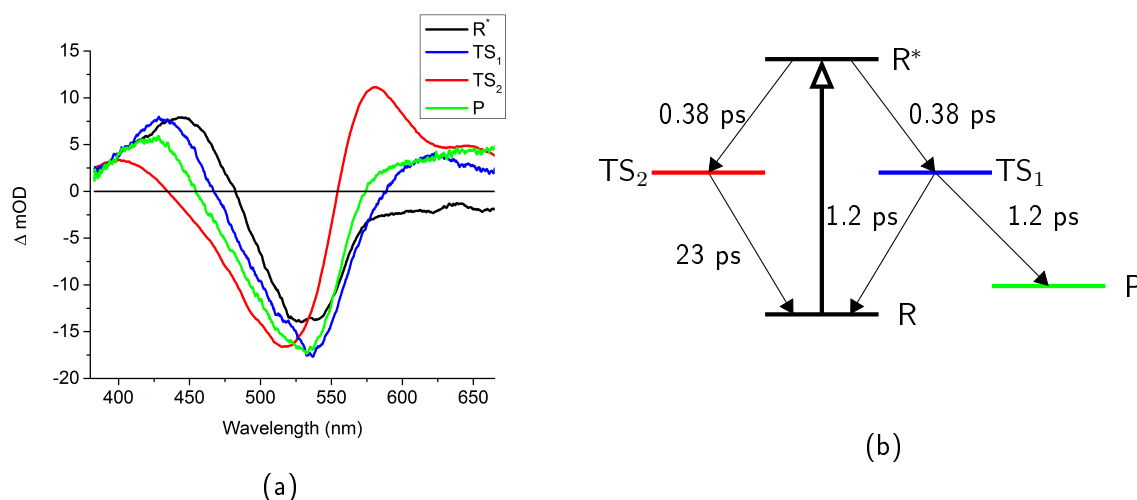 R*
TS₁
TS₂
P
15
10
5
0
-5
-10
-15
-20
Δ mOD
400
450
500
550
600
650
Wavelength (nm)
(a)
R*
0.38 ps
0.38 ps
TS₂
TS₁
1.2 ps
1.2 ps
23 ps
P
R
(b)